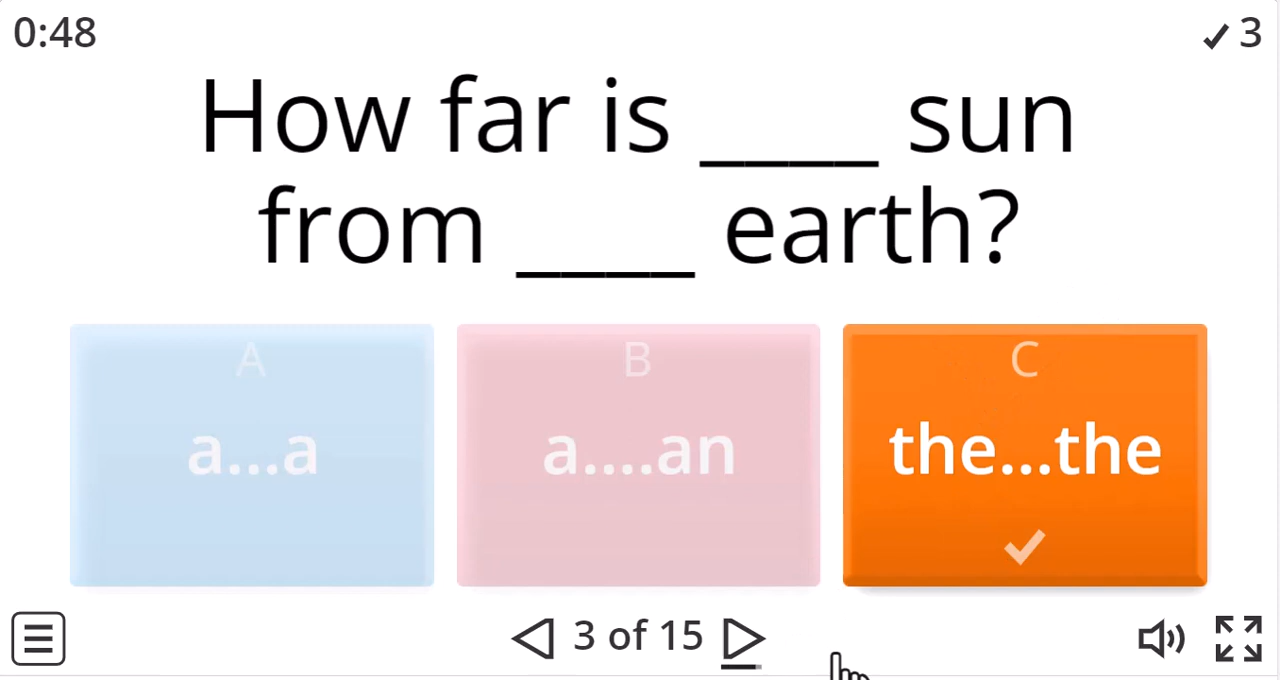 0:48
✓ 3
How far is ____ sun
from ____ earth?
A
a...a
B
a....an
C
the...the
3 of 15